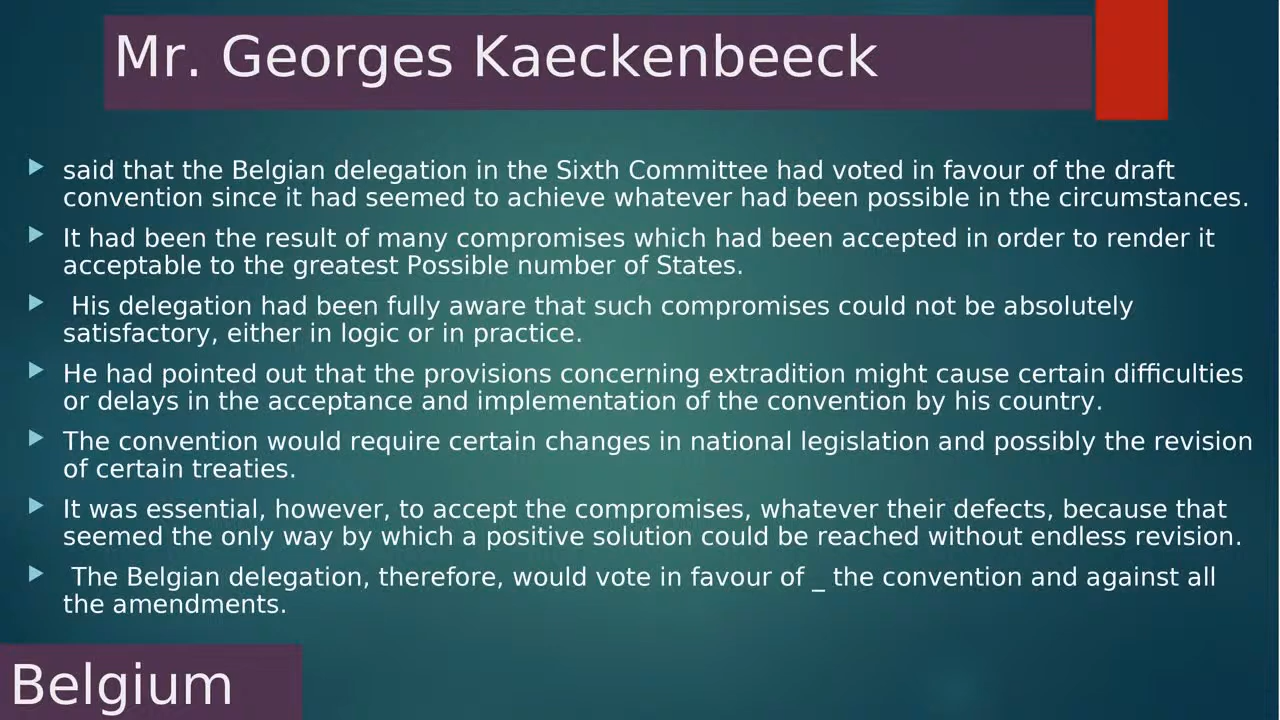 Mr. Georges Kaeckenbeeck
said that the Belgian delegation in the Sixth Committee had voted in favour of the draft
convention since it had seemed to achieve whatever had been possible in the circumstances.
It had been the result of many compromises which had been accepted in order to render it
acceptable to the greatest Possible number of States.
His delegation had been fully aware that such compromises could not be absolutely
satisfactory, either in logic or in practice.
He had pointed out that the provisions concerning extradition might cause certain difficulties
or delays in the acceptance and implementation of the convention by his country.
The convention would require certain changes in national legislation and possibly the revision
of certain treaties.
It was essential, however, to accept the compromises, whatever their defects, because that
seemed the only way by which a positive solution could be reached without endless revision.
The Belgian delegation, therefore, would vote in favour of _ the convention and against all
the amendments.
Belgium